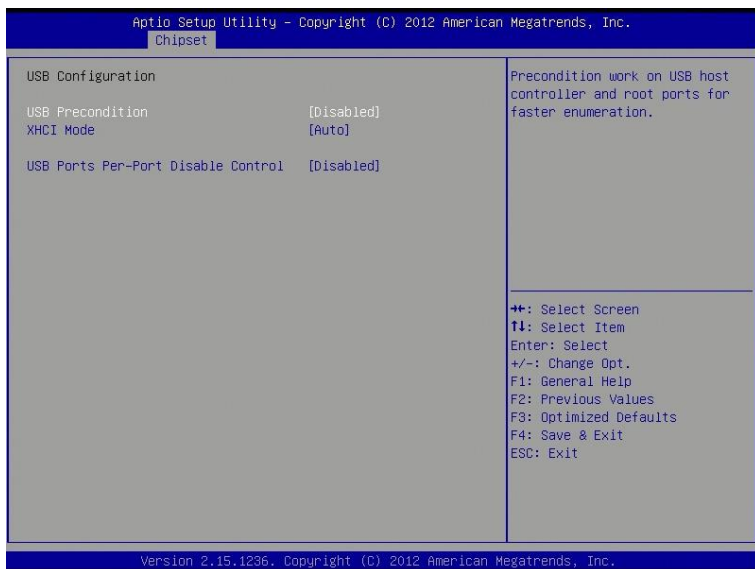 Aptio Setup Utility – Copyright (C) 2012 American Megatrends, Inc.
Chipset
USB Configuration
USB Precondition [Disabled]
XHCI Mode [Auto]
USB Ports Per-Port Disable Control [Disabled]
Precondition work on USB host
controller and root ports for
faster enumeration.
→←: Select Screen
↑↓: Select Item
Enter: Select
+/-: Change Opt.
F1: General Help
F2: Previous Values
F3: Optimized Defaults
F4: Save & Exit
ESC: Exit
Version 2.15.1236. Copyright (C) 2012 American Megatrends, Inc.